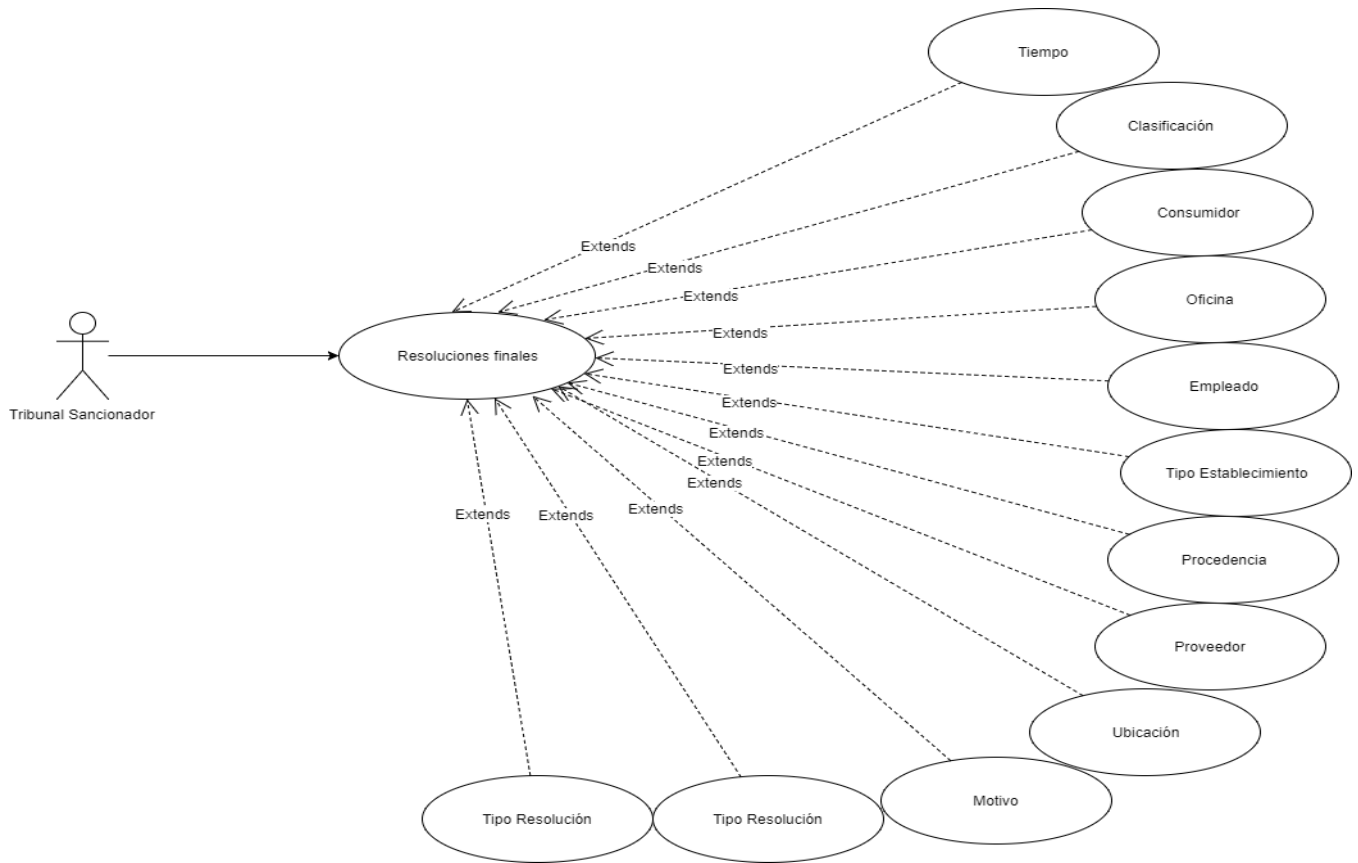 Tiempo
Clasificación
Consumidor
Extends
Extends
Extends
Oficina
Extends
Resoluciones finales
Extends
Empleado
Extends
Tribunal Sancionador
Extends
Tipo Establecimiento
Extends
Extends
Extends
Extends
Extends
Procedencia
Proveedor
Ubicación
Motivo
Tipo Resolución
Tipo Resolución